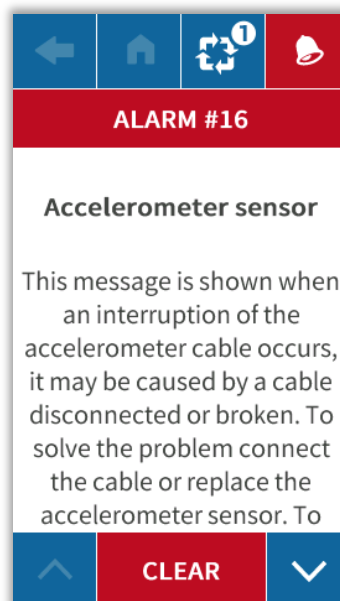 1
ALARM #16
Accelerometer sensor
This message is shown when
an interruption of the
accelerometer cable occurs,
it may be caused by a cable
disconnected or broken. To
solve the problem connect
the cable or replace the
accelerometer sensor. To
CLEAR